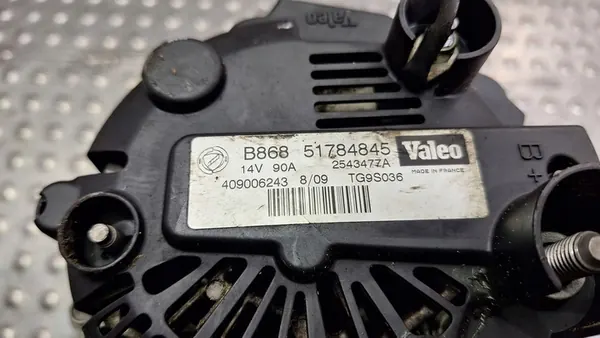 Valeo
B868 51784845 Valeo
14V 90A 2543477A MADE IN FRANCE
409006243 8/09 TG9S036
B+